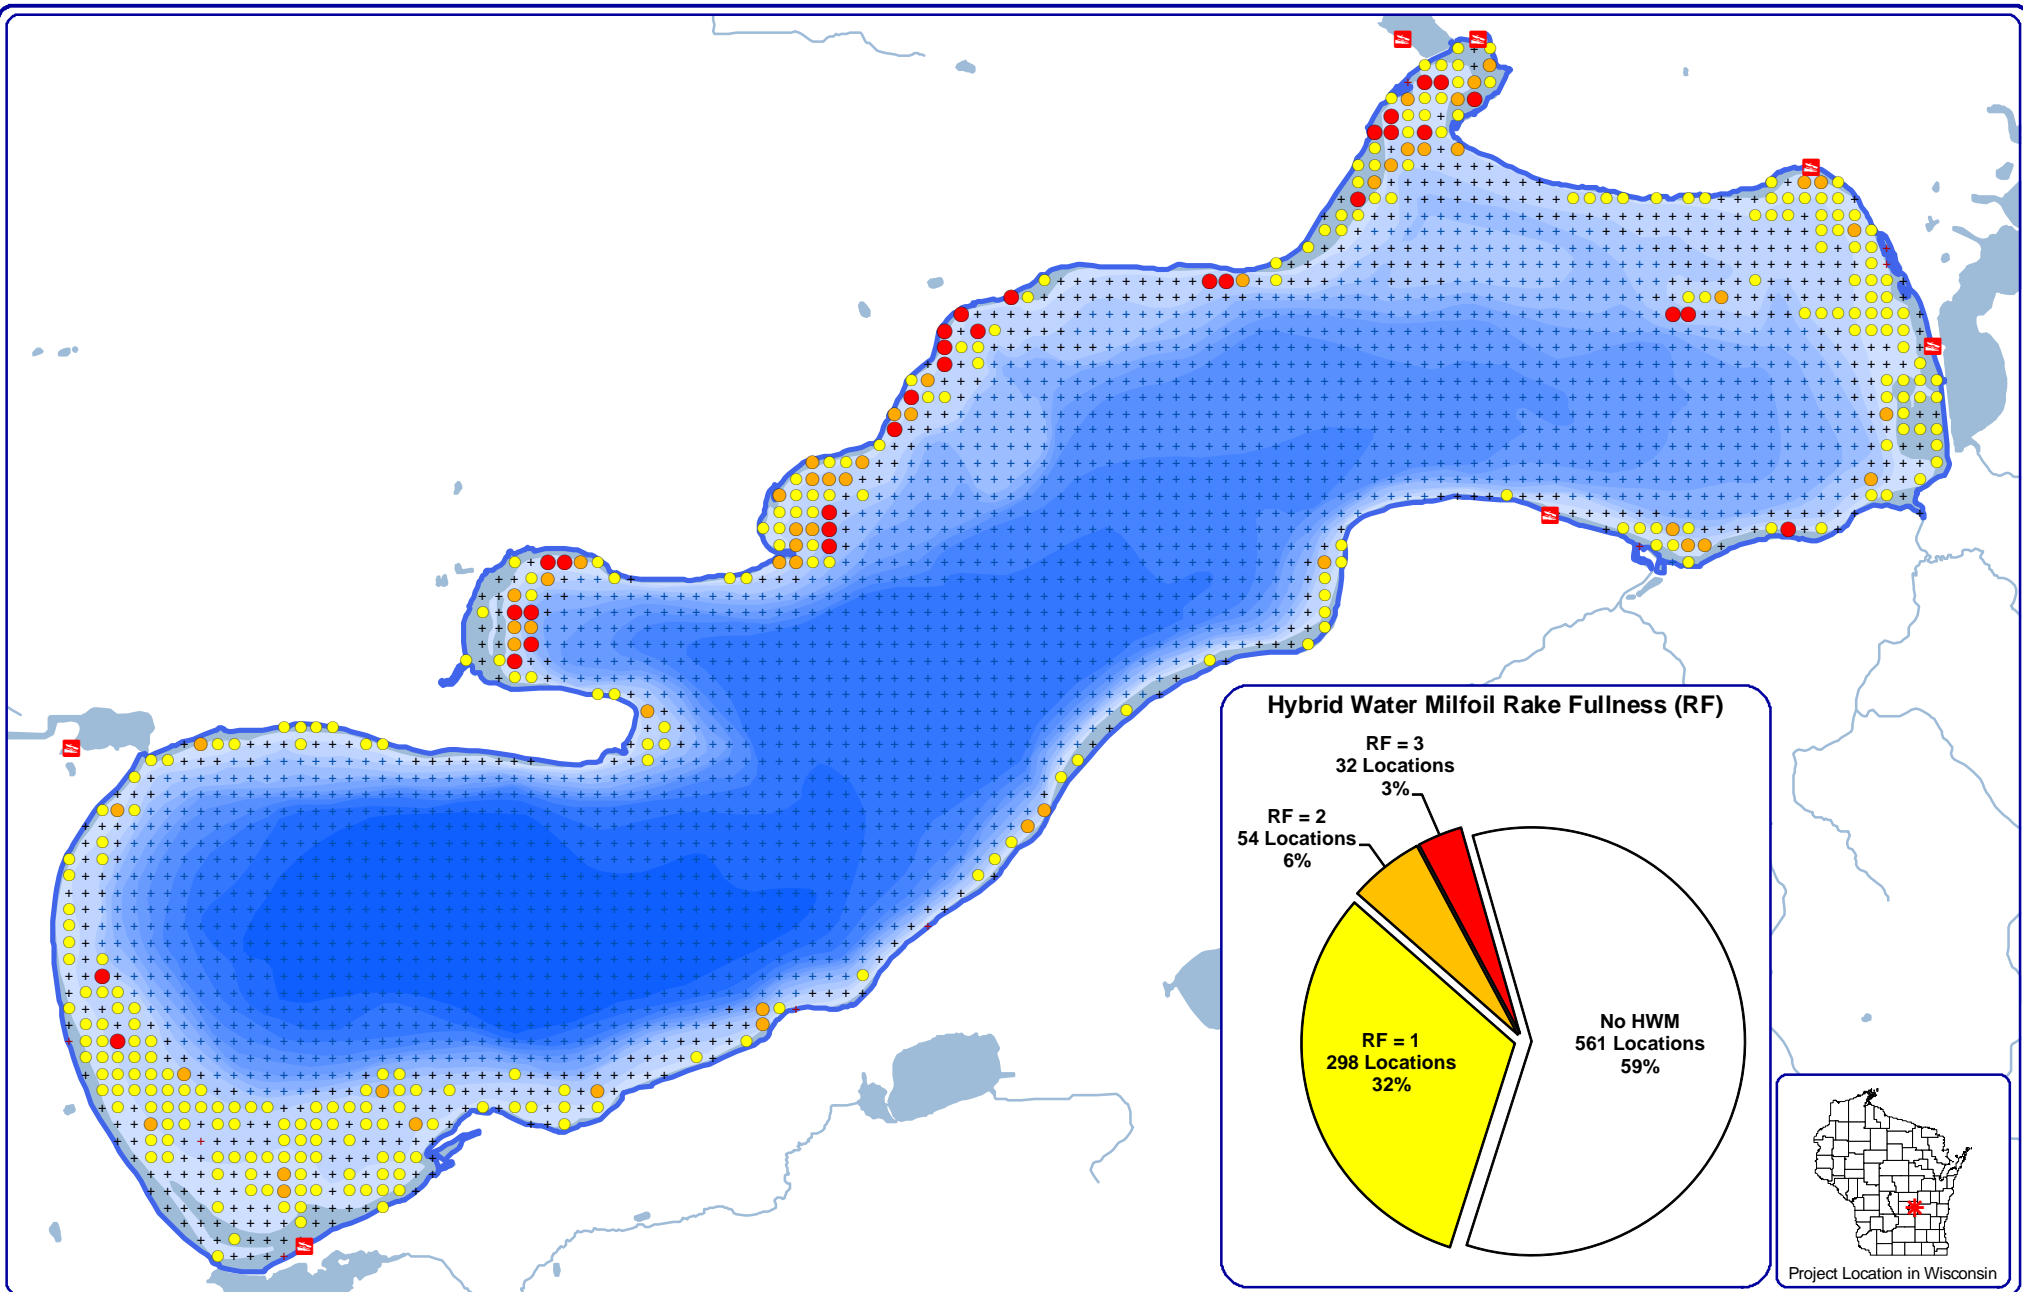 Hybrid Water Milfoil Rake Fullness (RF)
RF = 3
32 Locations
3%
RF = 2
54 Locations
6%
No HWM
561 Locations
59%
RF = 1
298 Locations
32%
Project Location in Wisconsin